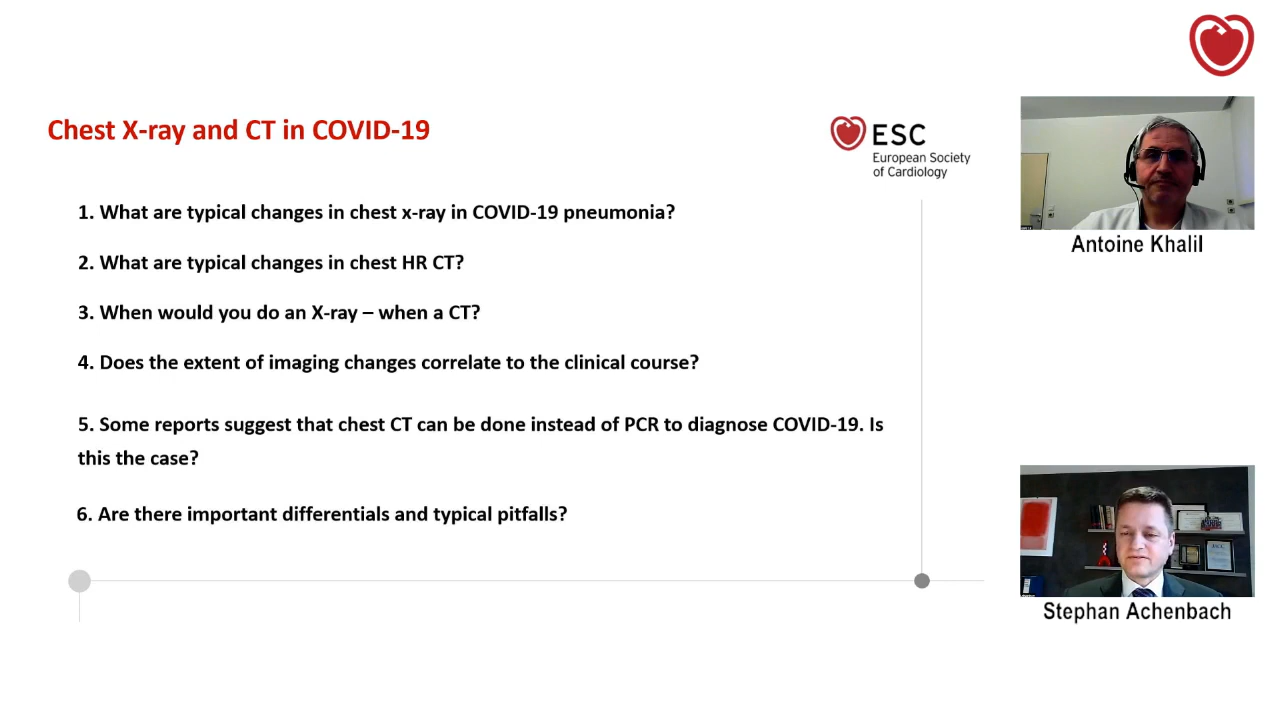 Chest X-ray and CT in COVID-19
ESC
European Society
of Cardiology
1. What are typical changes in chest x-ray in COVID-19 pneumonia?
2. What are typical changes in chest HR CT?
3. When would you do an X-ray – when a CT?
4. Does the extent of imaging changes correlate to the clinical course?
5. Some reports suggest that chest CT can be done instead of PCR to diagnose COVID-19. Is
this the case?
6. Are there important differentials and typical pitfalls?
Antoine Khalil
Stephan Achenbach